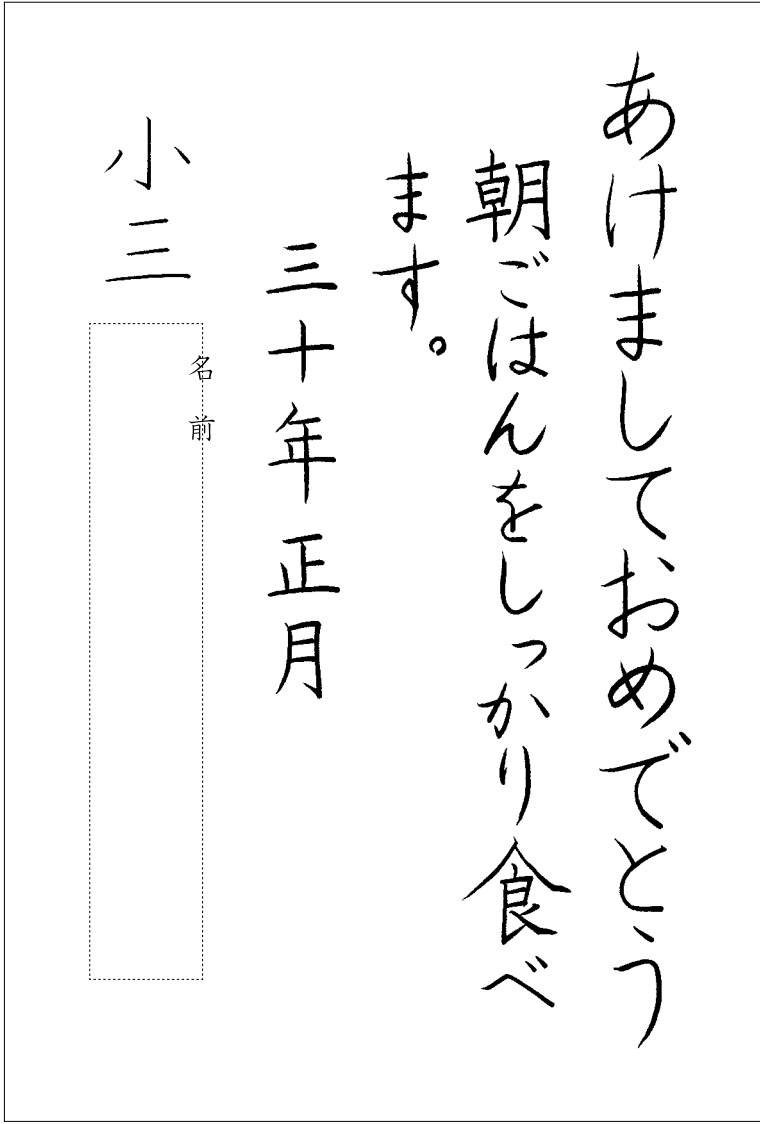 あけましておめでとう
朝ごはんをしっかり食べ
ます。
三十年正月
小三
名前